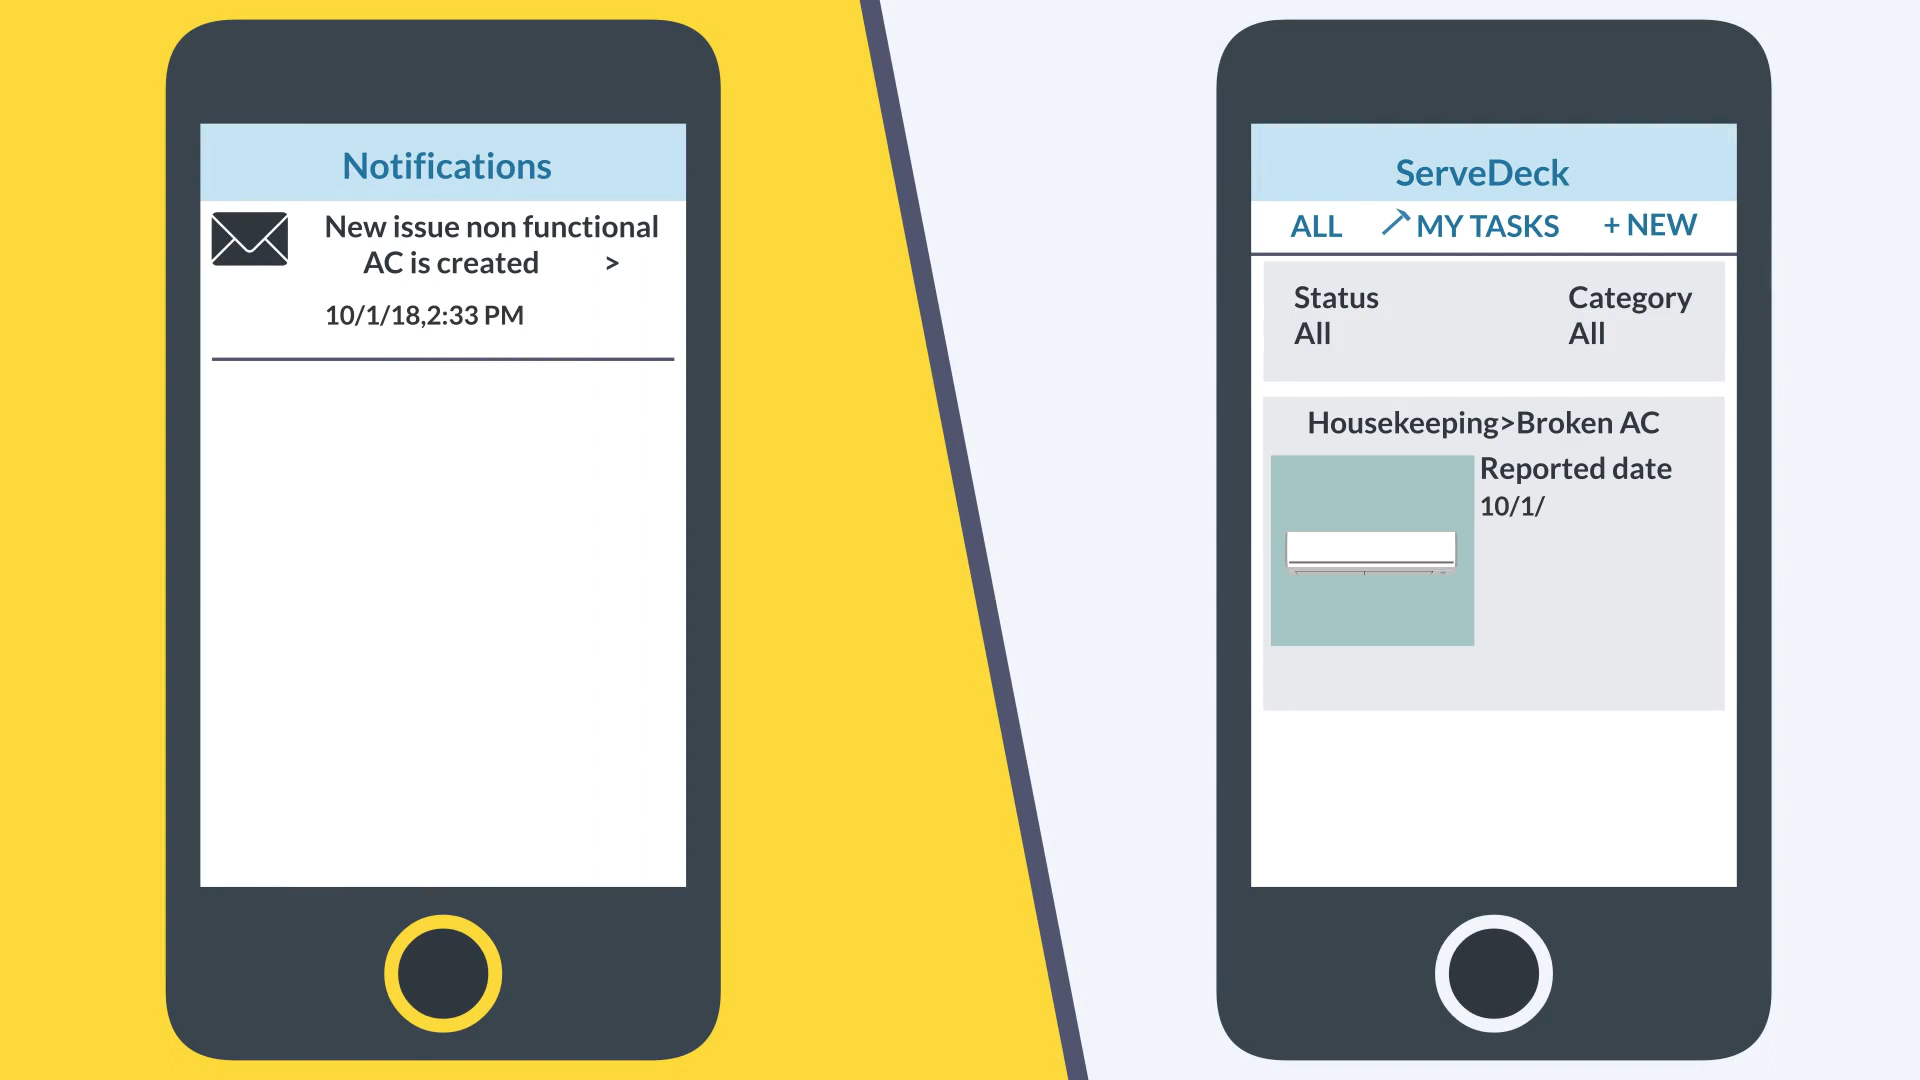 Notifications
New issue non functional
AC is created >
10/1/18,2:33 PM
ServeDeck
ALL MY TASKS + NEW
Status Category
All All
Housekeeping>Broken AC
Reported date
10/1/